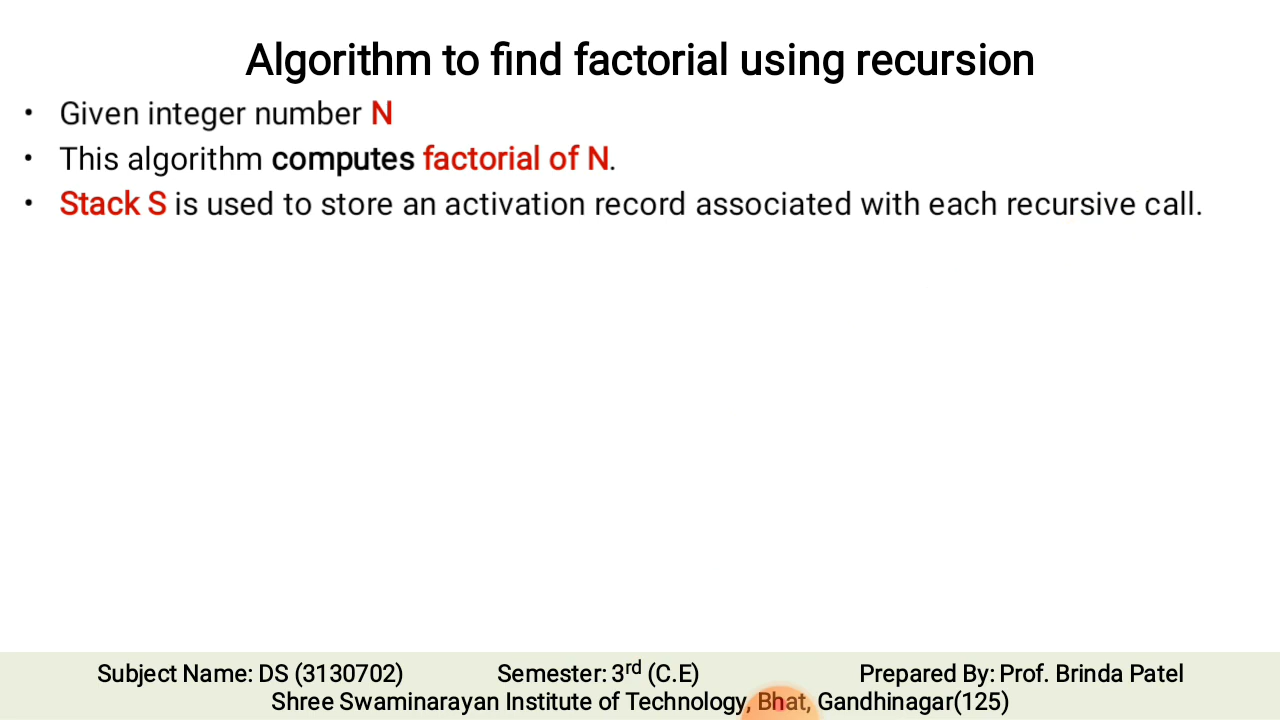 Algorithm to find factorial using recursion
• Given integer number N
• This algorithm computes factorial of N.
• Stack S is used to store an activation record associated with each recursive call.
Subject Name: DS (3130702) Semester: 3rd (C.E) Prepared By: Prof. Brinda Patel
Shree Swaminarayan Institute of Technology, Bhat, Gandhinagar(125)